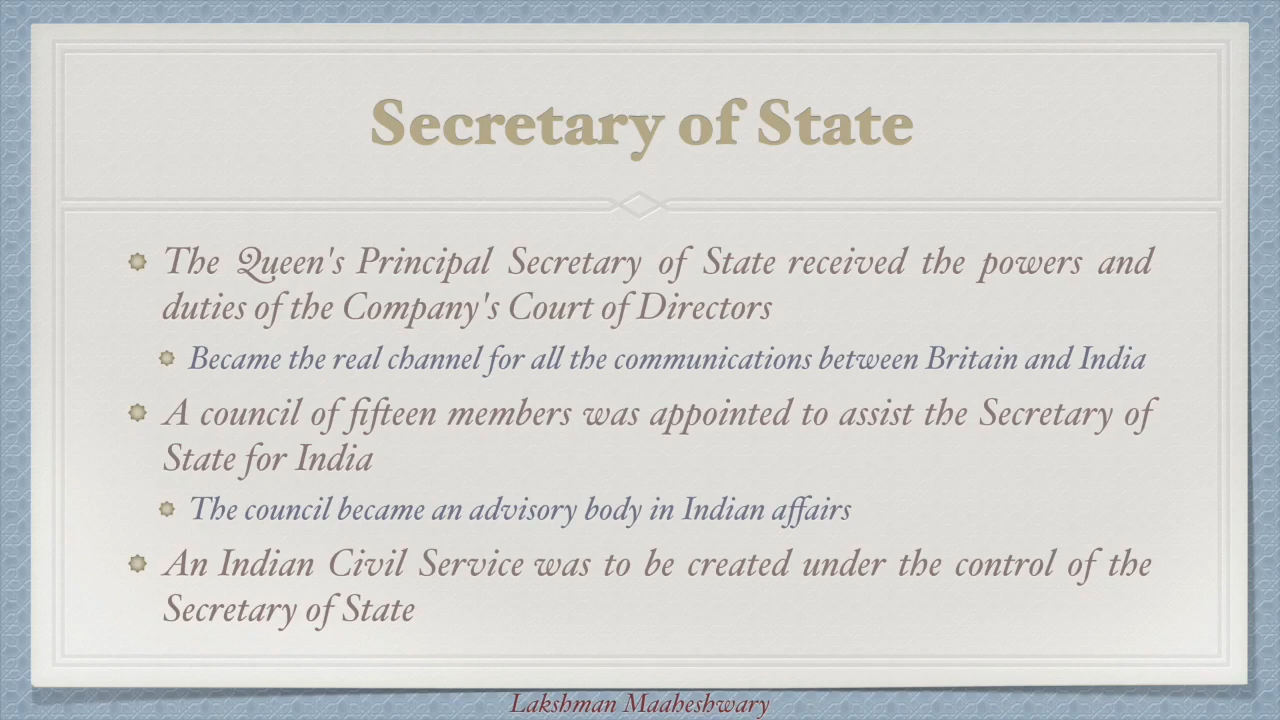 Secretary of State
The Queen's Principal Secretary of State received the powers and
duties of the Company's Court of Directors
Became the real channel for all the communications between Britain and India
A council of fifteen members was appointed to assist the Secretary of
State for India
The council became an advisory body in Indian affairs
An Indian Civil Service was to be created under the control of the
Secretary of State
Lakshman Maaheshwary